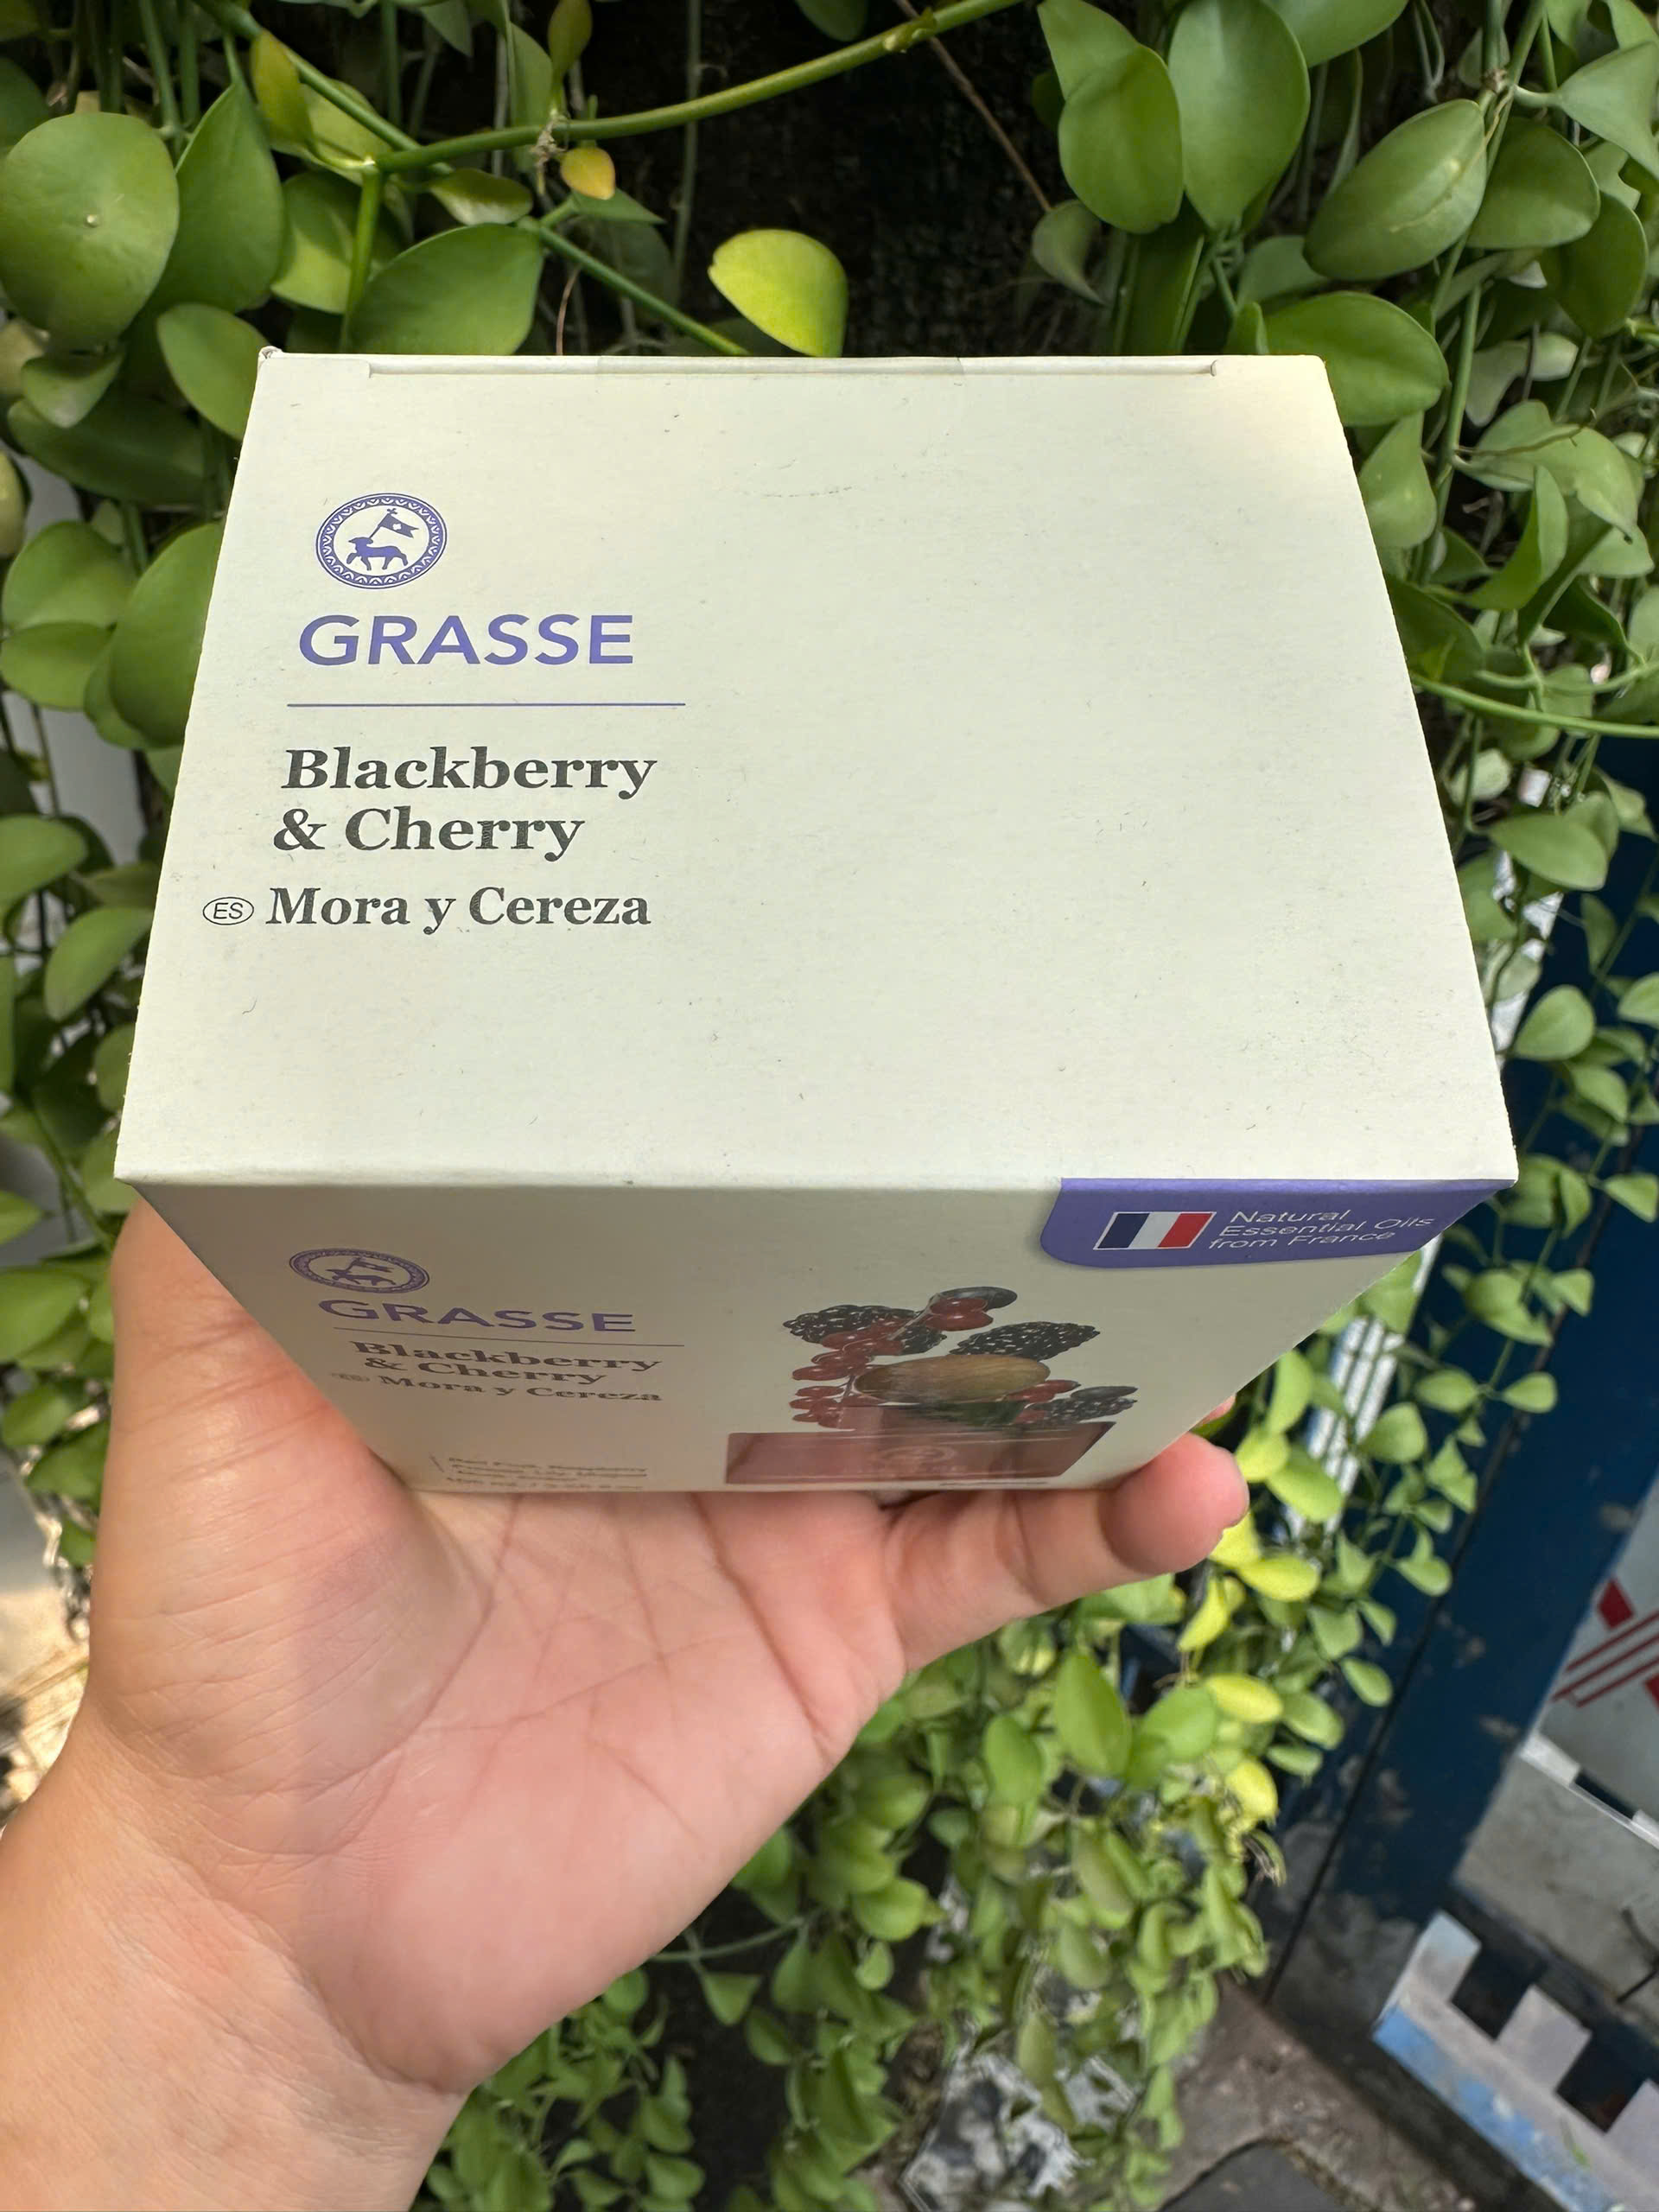 GRASSE
Blackberry
& Cherry
ES Mora y Cereza
Natural
Essential Oils
from France
GRASSE
Blackberry
& Cherry
ES Mora y Cereza